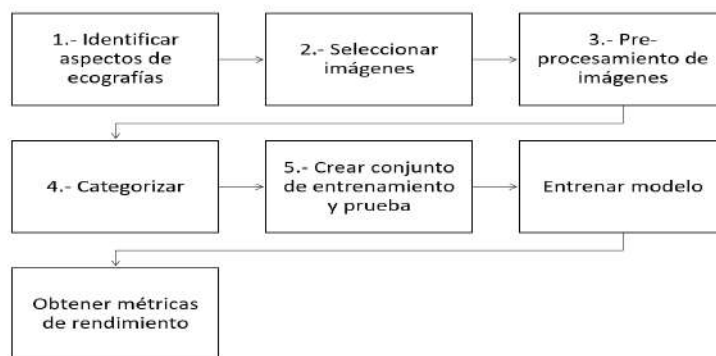 1.- Identificar
aspectos de
ecografías
2.- Seleccionar
imágenes
3.- Pre-
procesamiento de
imágenes
4.- Categorizar
5.- Crear conjunto
de entrenamiento
y prueba
Entrenar modelo
Obtener métricas
de rendimiento